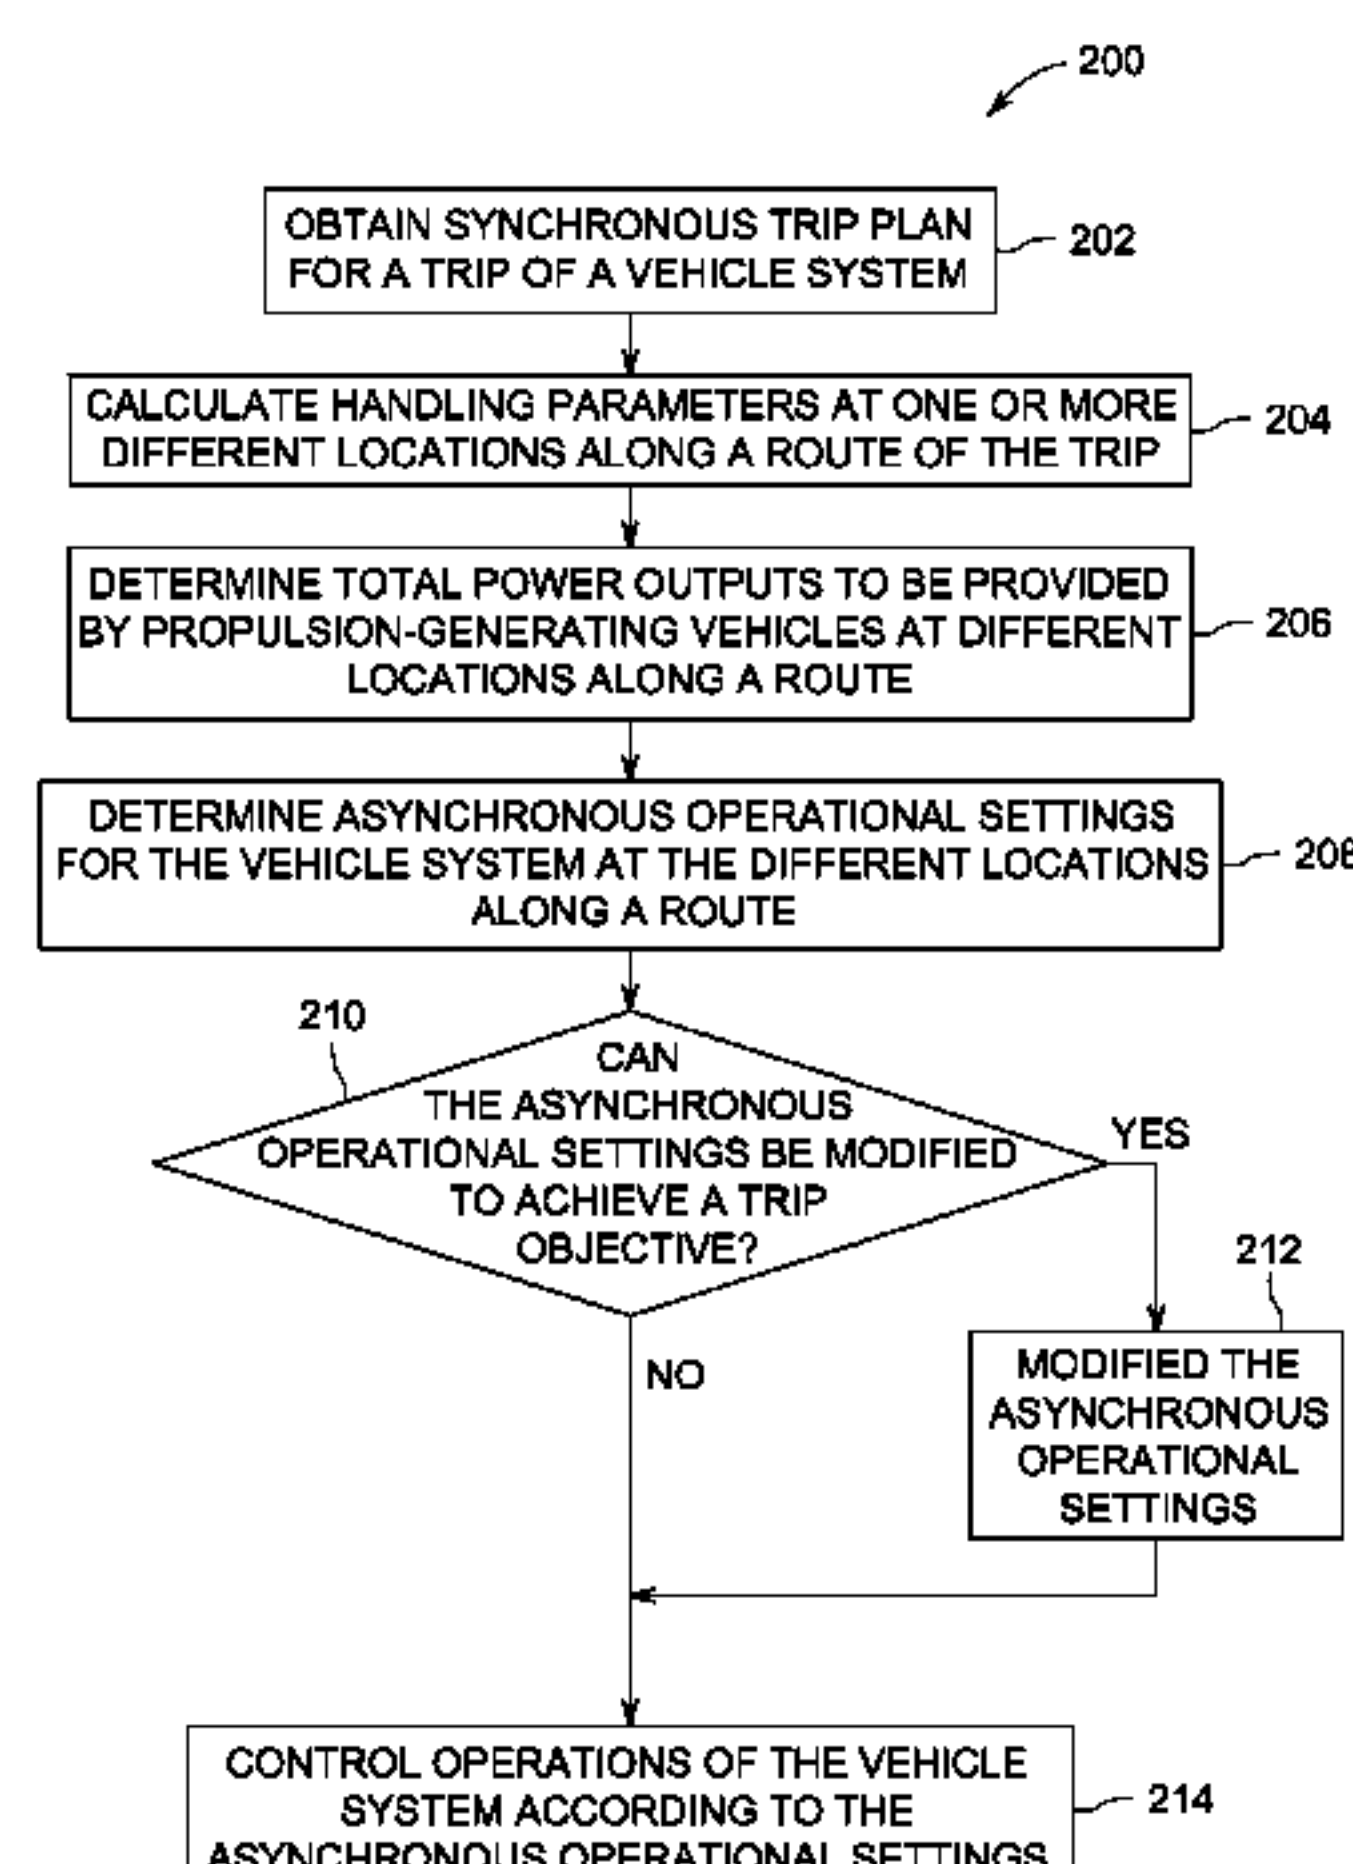 200
OBTAIN SYNCHRONOUS TRIP PLAN
FOR A TRIP OF A VEHICLE SYSTEM
202
CALCULATE HANDLING PARAMETERS AT ONE OR MORE
DIFFERENT LOCATIONS ALONG A ROUTE OF THE TRIP
204
DETERMINE TOTAL POWER OUTPUTS TO BE PROVIDED
BY PROPULSION-GENERATING VEHICLES AT DIFFERENT
LOCATIONS ALONG A ROUTE
206
DETERMINE ASYNCHRONOUS OPERATIONAL SETTINGS
FOR THE VEHICLE SYSTEM AT THE DIFFERENT LOCATIONS
ALONG A ROUTE
208
210
CAN
THE ASYNCHRONOUS
OPERATIONAL SETTINGS BE MODIFIED
TO ACHIEVE A TRIP
OBJECTIVE?
YES
NO
212
MODIFIED THE
ASYNCHRONOUS
OPERATIONAL
SETTINGS
CONTROL OPERATIONS OF THE VEHICLE
SYSTEM ACCORDING TO THE
ASYNCHRONOUS OPERATIONAL SETTINGS
214